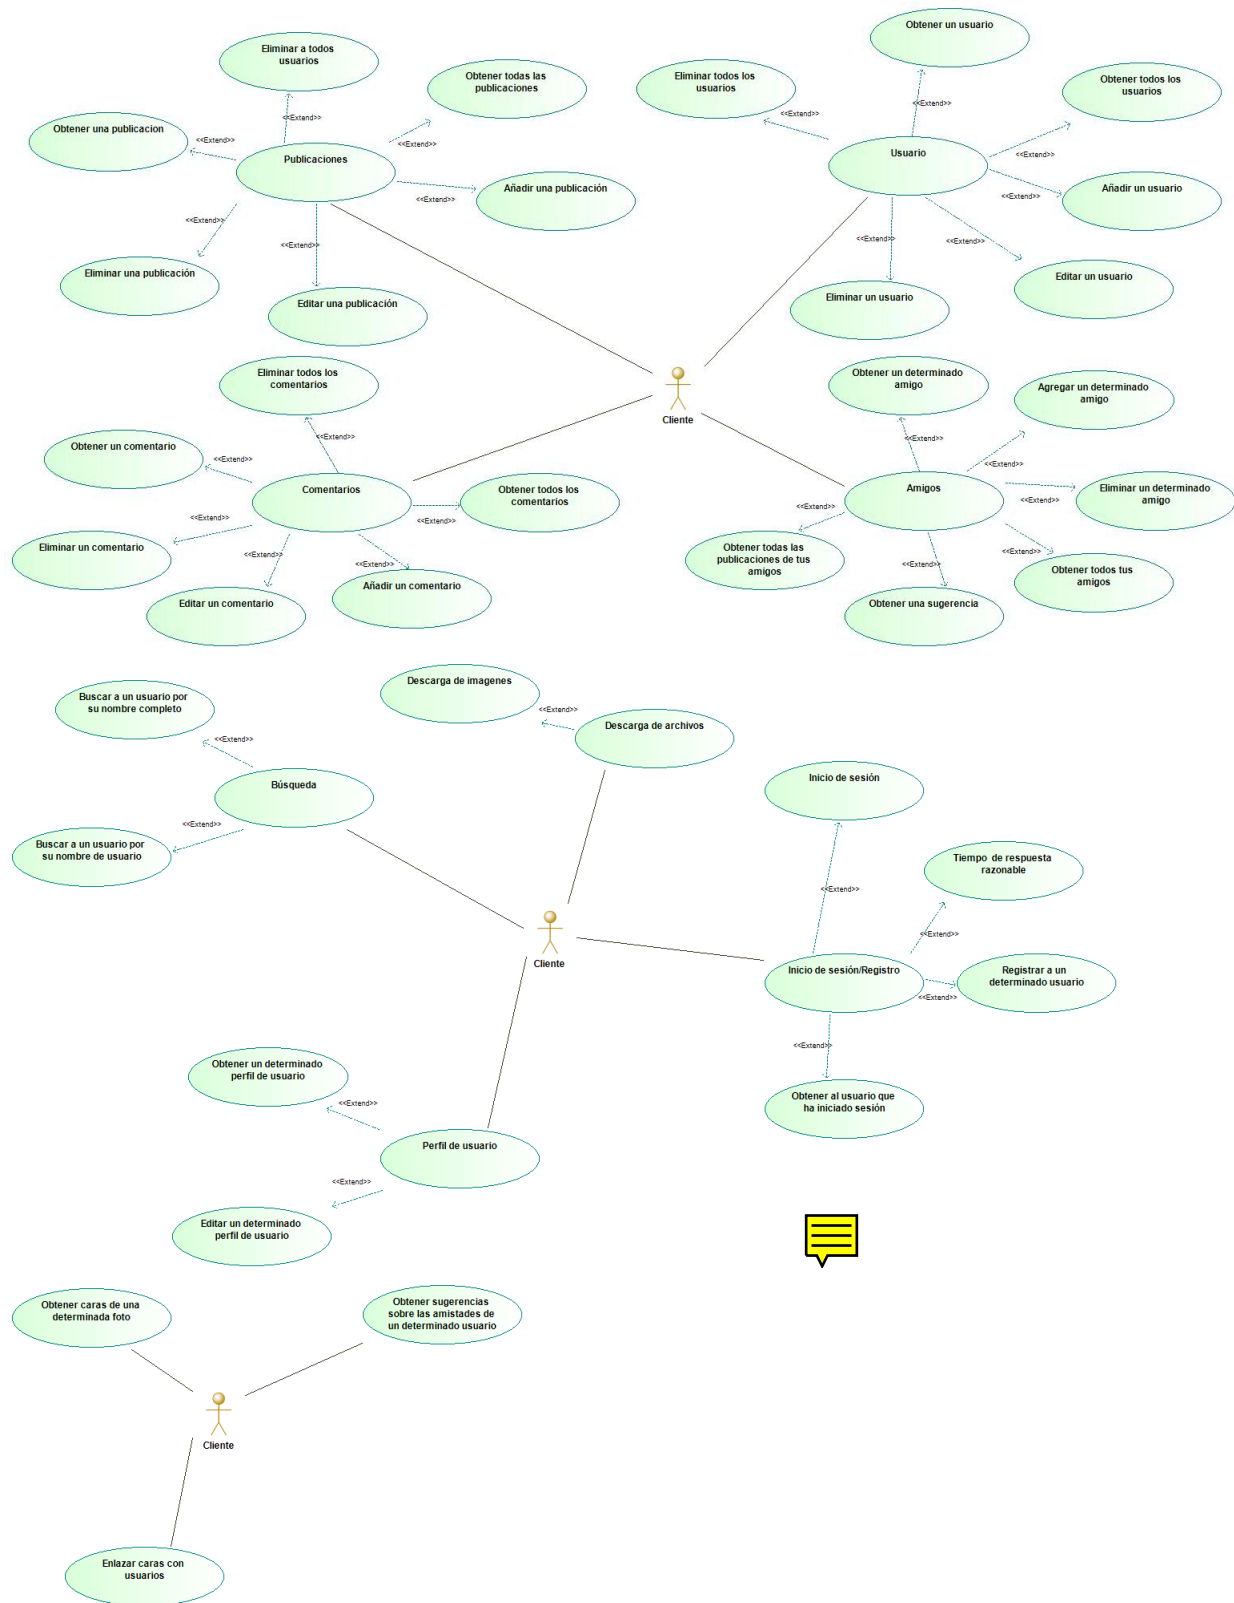 Obtener un usuario
Eliminar a todos
usuarios
Obtener todas las
publicaciones
Eliminar todos los
usuarios
Obtener todos los
usuarios
<<Extend>>
<<Extend>>
<<Extend>>
Obtener una publicacion
<<Extend>>
<<Extend>>
<<Extend>>
<<Extend>>
Publicaciones
Usuario
<<Extend>>
Añadir una publicación
<<Extend>>
<<Extend>>
Añadir un usuario
<<Extend>>
<<Extend>>
<<Extend>>
<<Extend>>
Eliminar una publicación
Editar un usuario
Editar una publicación
Eliminar un usuario
Eliminar todos los
comentarios
Obtener un determinado
amigo
Agregar un determinado
amigo
Cliente
<<Extend>>
Obtener un comentario
<<Extend>>
<<Extend>>
<<Extend>>
Comentarios
Obtener todos los
comentarios
Amigos
Eliminar un determinado
amigo
<<Extend>>
<<Extend>>
<<Extend>>
<<Extend>>
Eliminar un comentario
Obtener todas las
publicaciones de tus
amigos
<<Extend>>
<<Extend>>
<<Extend>>
<<Extend>>
Obtener todos tus
amigos
Añadir un comentario
Editar un comentario
Obtener una sugerencia
Descarga de imagenes
Buscar a un usuario por
su nombre completo
<<Extend>>
Descarga de archivos
<<Extend>>
Búsqueda
Inicio de sesión
<<Extend>>
Buscar a un usuario por
su nombre de usuario
Tiempo de respuesta
razonable
<<Extend>>
<<Extend>>
Cliente
Inicio de sesión/Registro
Registrar a un
determinado usuario
<<Extend>>
<<Extend>>
Obtener un determinado
perfil de usuario
Obtener al usuario que
ha iniciado sesión
<<Extend>>
Perfil de usuario
<<Extend>>
Editar un determinado
perfil de usuario
Obtener caras de una
determinada foto
Obtener sugerencias
sobre las amistades de
un determinado usuario
Cliente
Enlazar caras con
usuarios